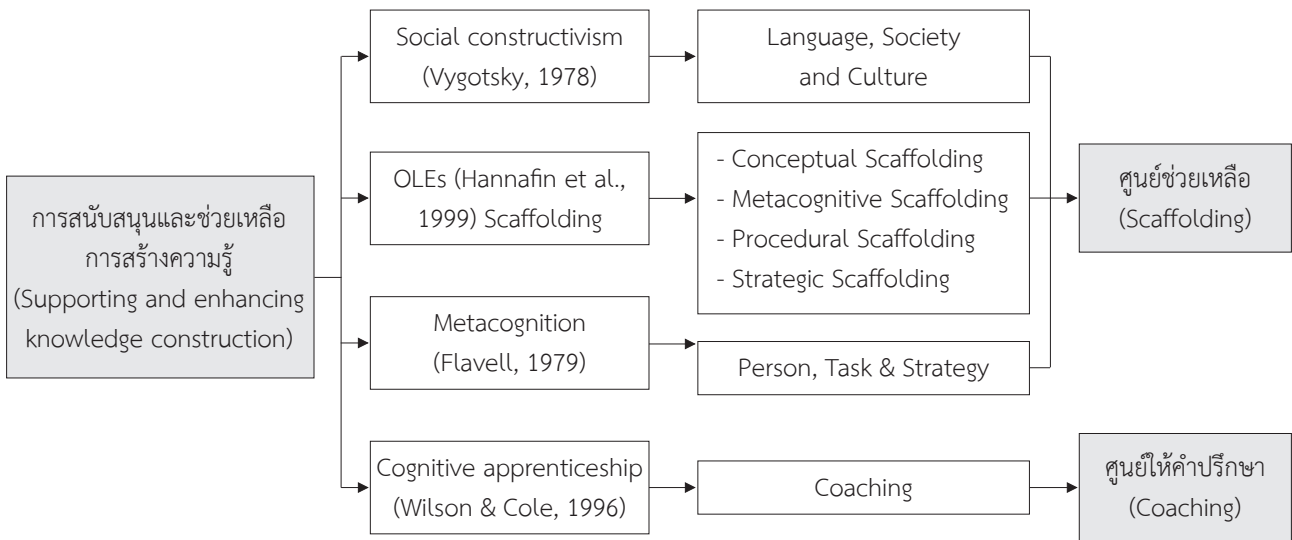 การสนับสนุนและช่วยเหลือ
การสร้างความรู้
(Supporting and enhancing
knowledge construction)
Social constructivism
(Vygotsky, 1978)
Language, Society
and Culture
OLEs (Hannafin et al.,
1999) Scaffolding
- Conceptual Scaffolding
- Metacognitive Scaffolding
- Procedural Scaffolding
- Strategic Scaffolding
Metacognition
(Flavell, 1979)
Person, Task & Strategy
ศูนย์ช่วยเหลือ
(Scaffolding)
Cognitive apprenticeship
(Wilson & Cole, 1996)
Coaching
ศูนย์ให้คำปรึกษา
(Coaching)